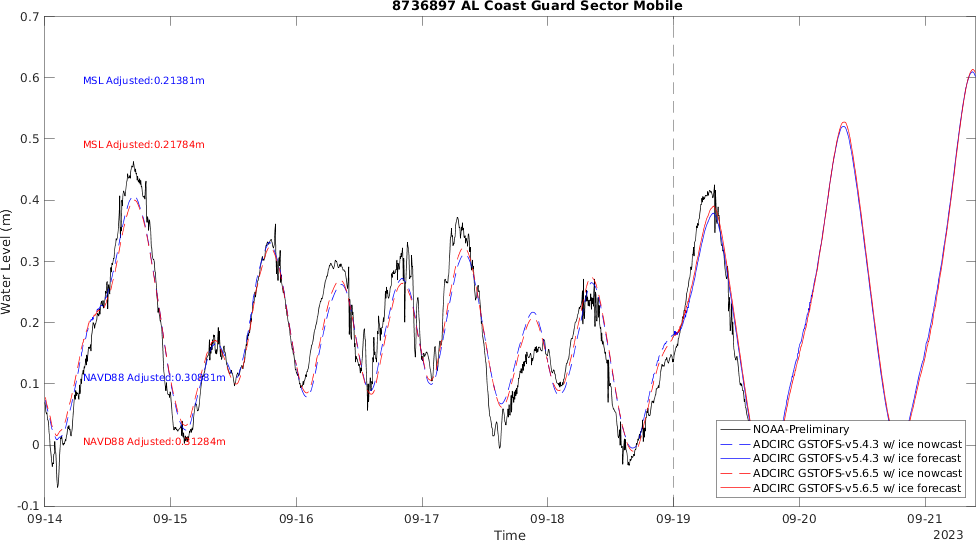 8736897 AL Coast Guard Sector Mobile
0.7
0.6
0.5
0.4
0.3
0.2
0.1
0
-0.1
Water Level (m)
MSL Adjusted:0.21381m
MSL Adjusted:0.21784m
NAVD88 Adjusted:0.30881m
NAVD88 Adjusted:0.31284m
NOAA-Preliminary
ADCIRC GSTOFS-v5.4.3 w/ ice nowcast
ADCIRC GSTOFS-v5.4.3 w/ ice forecast
ADCIRC GSTOFS-v5.6.5 w/ ice nowcast
ADCIRC GSTOFS-v5.6.5 w/ ice forecast
09-14 09-15 09-16 09-17 09-18 09-19 09-20 09-21
Time
2023